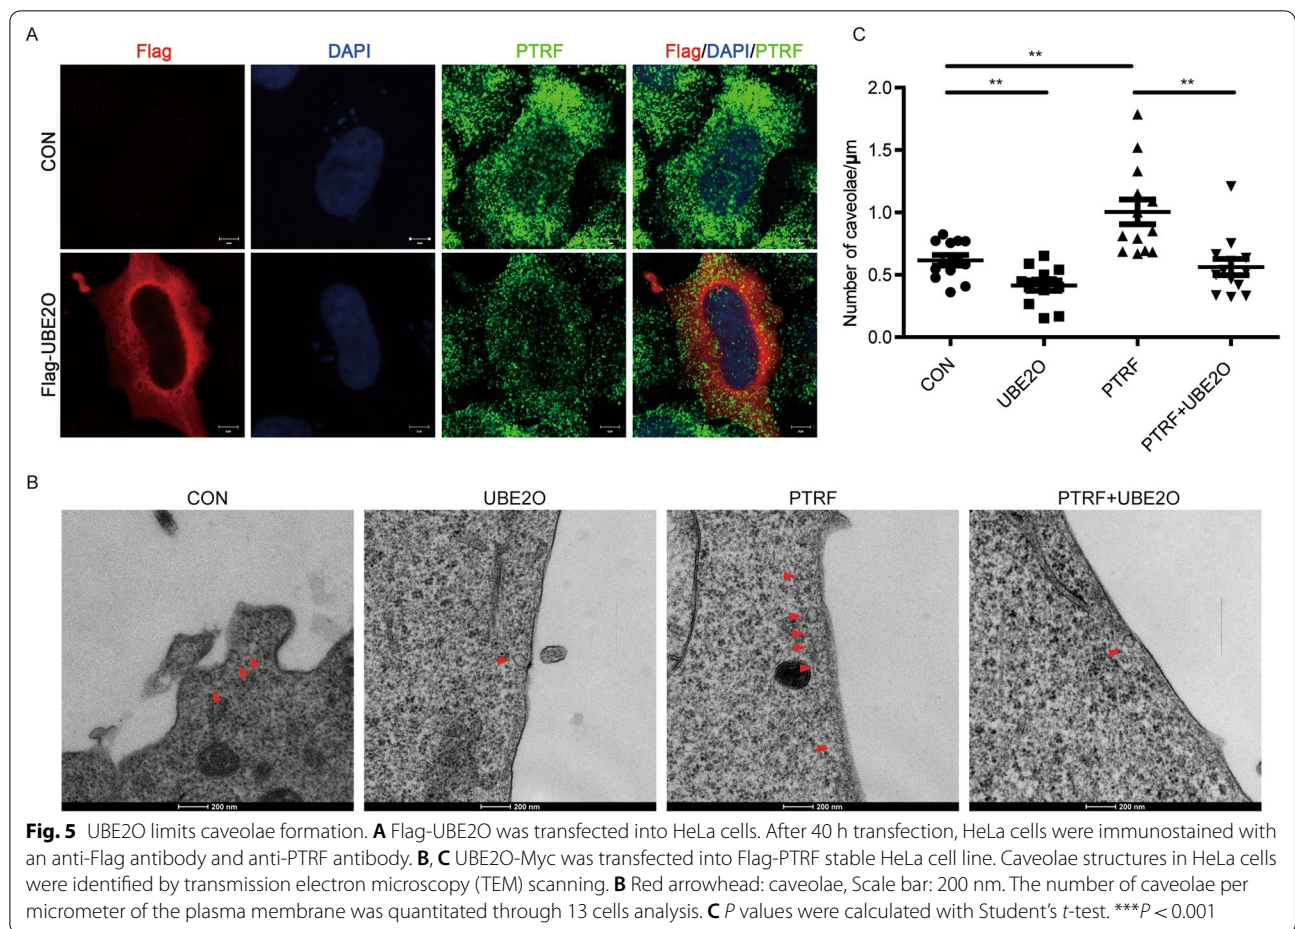 A
Flag
DAPI
PTRF
Flag/DAPI/PTRF
CON
Flag-UBE2O
C
**
**
**
Number of caveolae/μm
2.0
1.5
1.0
0.5
0.0
CON
UBE2O
PTRF
PTRF+UBE2O
B
CON
UBE2O
PTRF
PTRF+UBE2O
200 nm
200 nm
200 nm
200 nm
Fig. 5 UBE2O limits caveolae formation. A Flag-UBE2O was transfected into HeLa cells. After 40 h transfection, HeLa cells were immunostained with
an anti-Flag antibody and anti-PTRF antibody. B, C UBE2O-Myc was transfected into Flag-PTRF stable HeLa cell line. Caveolae structures in HeLa cells
were identified by transmission electron microscopy (TEM) scanning. B Red arrowhead: caveolae, Scale bar: 200 nm. The number of caveolae per
micrometer of the plasma membrane was quantitated through 13 cells analysis. C P values were calculated with Student's t-test. ***P < 0.001